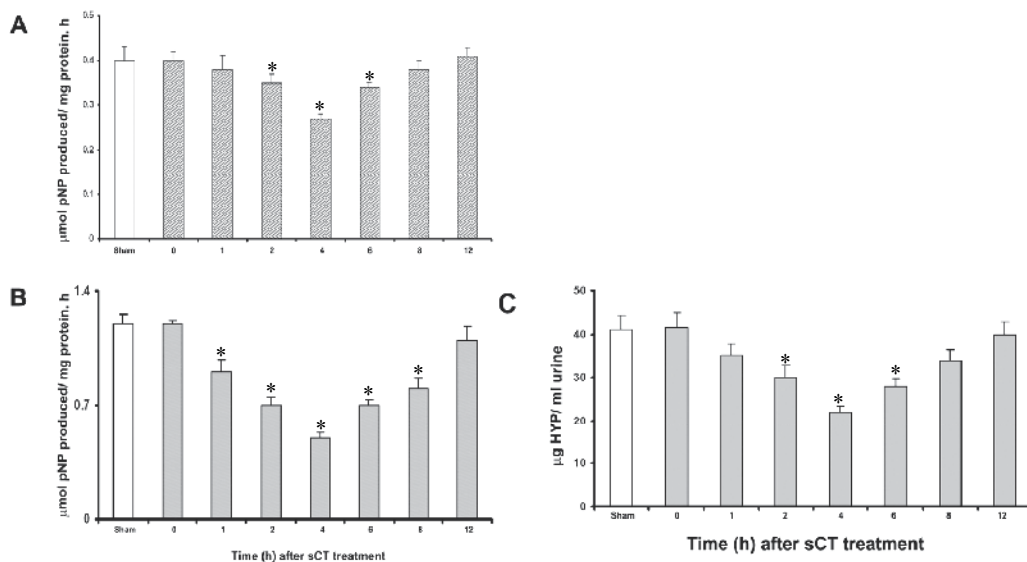 A
µmol pNP produced/ mg protein. h
0.5
0.4
0.3
0.2
0.1
0
* * *
Sham 0 1 2 4 6 8 12
B
µmol pNP produced/ mg protein. h
1.4
0.7
0
* * * * *
Sham 0 1 2 4 6 8 12
Time (h) after sCT treatment
C
µg HYP/ ml urine
50
40
30
20
10
0
* * *
Sham 0 1 2 4 6 8 12
Time (h) after sCT treatment